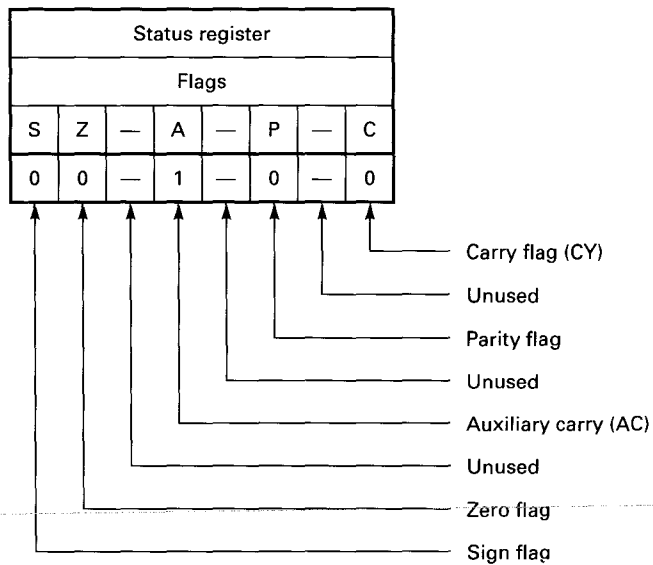 Status register
Flags
S Z — A — P — C
0 0 — 1 — 0 — 0
Carry flag (CY)
Unused
Parity flag
Unused
Auxiliary carry (AC)
Unused
Zero flag
Sign flag